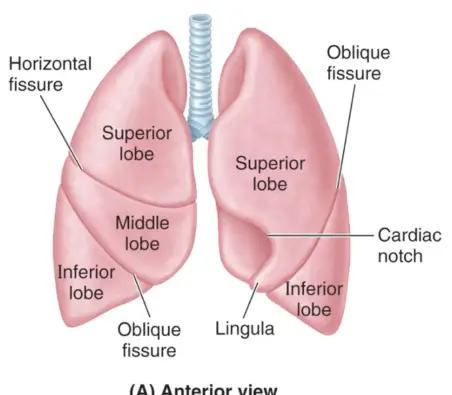 Horizontal
fissure
Oblique
fissure
Superior
lobe
Superior
lobe
Middle
lobe
Cardiac
notch
Inferior
lobe
Inferior
lobe
Oblique
fissure
Lingula
(A) Anterior view